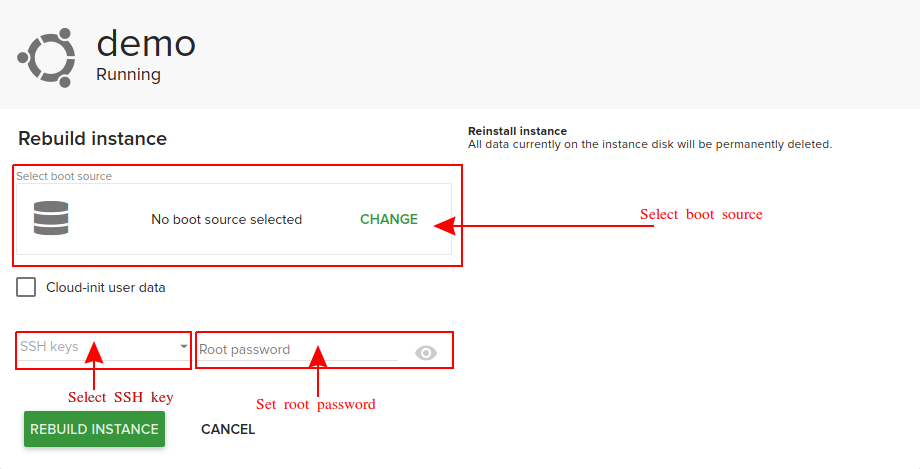 demo
Running
Rebuild instance
Reinstall instance
All data currently on the instance disk will be permanently deleted.
Select boot source
No boot source selected
CHANGE
Select boot source
Cloud-init user data
SSH keys
Root password
Select SSH key
Set root password
REBUILD INSTANCE
CANCEL